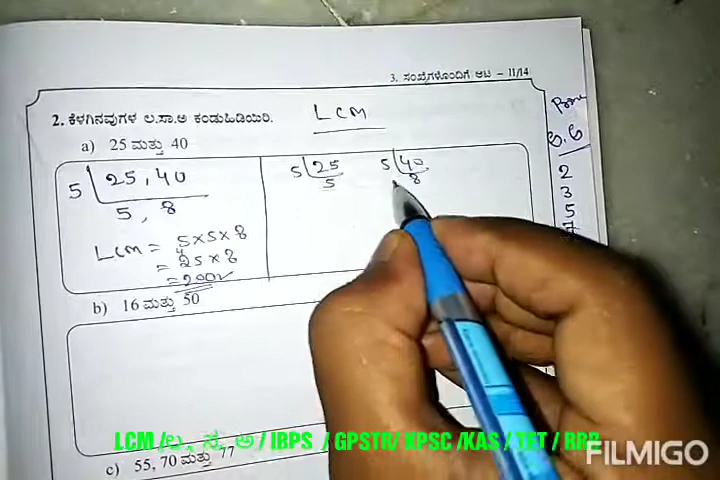 3. ಸಂಖ್ಯೆಗಳೊಂದಿಗೆ ಆಟ – 11/14
2. ಕೆಳಗಿನವುಗಳ ಲ.ಸಾ.ಅ ಕಂಡುಹಿಡಿಯಿರಿ. LCM
a) 25 ಮತ್ತು 40
5 25, 40
5, 8
LCM = 5×5×8
= 25 × 8
= 200
5 25
5
5 40
8
2
3
5
7
b) 16 ಮತ್ತು 50
LCM /ಲ, ಸ, ಅ / IBPS / GPSTR/ KPSC /KAS / TET / RRB
c) 55, 70 ಮತ್ತು 77
FILMIGO